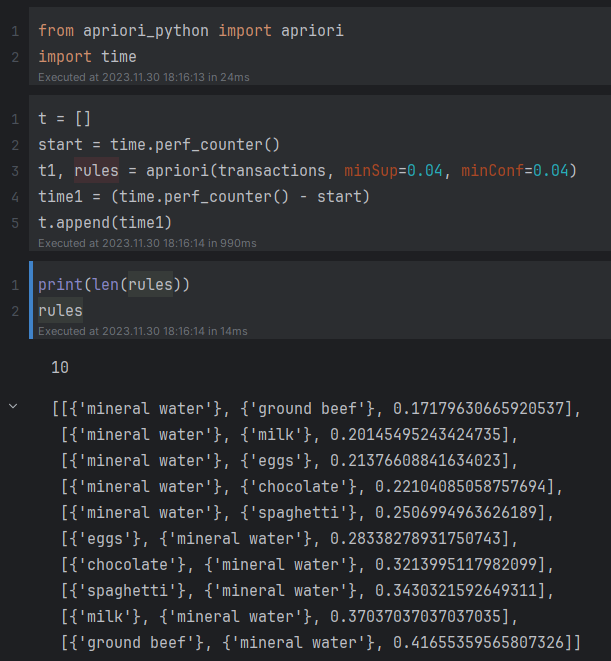 1 from apriori_python import apriori
2 import time
Executed at 2023.11.30 18:16:13 in 24ms
1 t = []
2 start = time.perf_counter()
3 t1, rules = apriori(transactions, minSup=0.04, minConf=0.04)
4 time1 = (time.perf_counter() - start)
5 t.append(time1)
Executed at 2023.11.30 18:16:14 in 990ms
1 print(len(rules))
2 rules
Executed at 2023.11.30 18:16:14 in 14ms
10
[[{'mineral water'}, {'ground beef'}, 0.17179630665920537],
[{'mineral water'}, {'milk'}, 0.20145495243424735],
[{'mineral water'}, {'eggs'}, 0.21376608841634023],
[{'mineral water'}, {'chocolate'}, 0.22104085058757694],
[{'mineral water'}, {'spaghetti'}, 0.2506994963626189],
[{'eggs'}, {'mineral water'}, 0.28338278931750743],
[{'chocolate'}, {'mineral water'}, 0.3213995117982099],
[{'spaghetti'}, {'mineral water'}, 0.3430321592649311],
[{'milk'}, {'mineral water'}, 0.37037037037037035],
[{'ground beef'}, {'mineral water'}, 0.41655359565807326]]